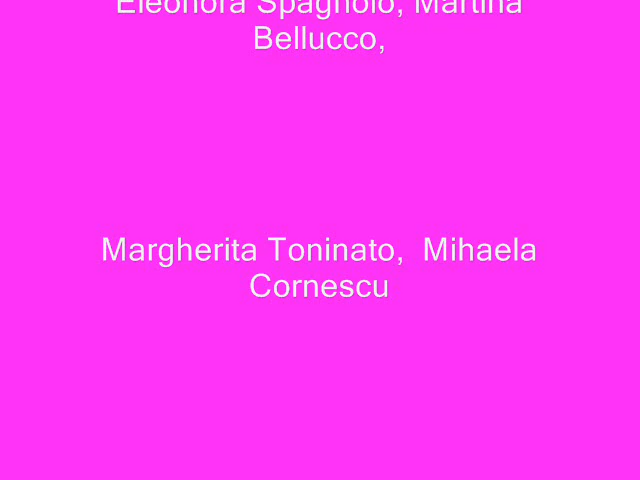 Eleonora Spagnolo, Martina
Bellucco,
Margherita Toninato,  Mihaela
Cornescu